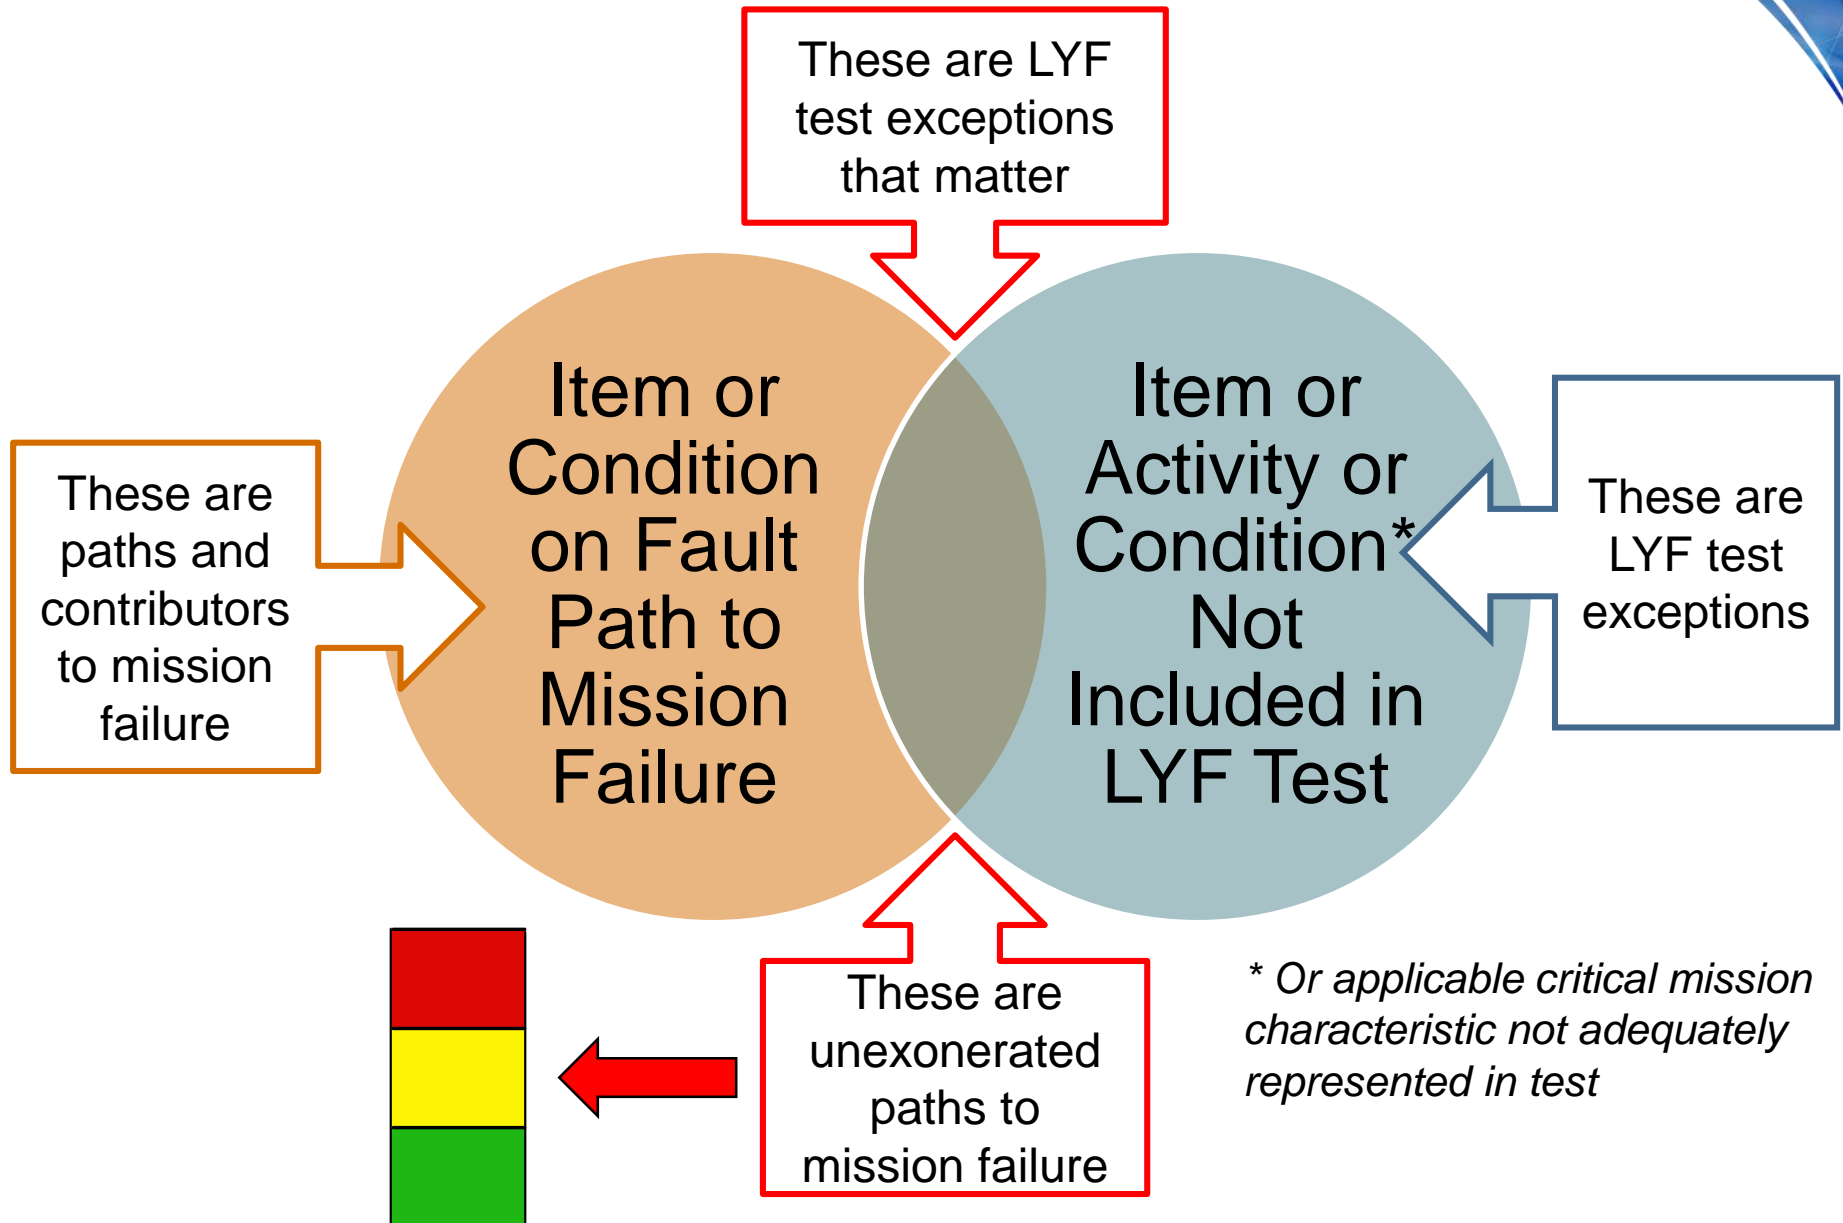 These are LYF
test exceptions
that matter
Item or
Condition
on Fault
Path to
Mission
Failure
Item or
Activity or
Condition*
Not
Included in
LYF Test
These are
paths and
contributors
to mission
failure
These are
LYF test
exceptions
These are
unexonerated
paths to
mission failure
* Or applicable critical mission
characteristic not adequately
represented in test